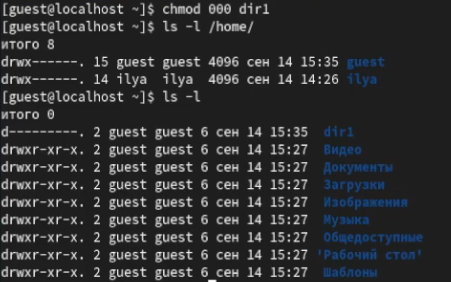 [guest@localhost ~]$ chmod 000 dir1
[guest@localhost ~]$ ls -l /home/
итого 8
drwx------. 15 guest guest 4096 сен 14 15:35 guest
drwx------. 14 ilya  ilya  4096 сен 14 14:26 ilya
[guest@localhost ~]$ ls -l
итого 0
d---------. 2 guest guest 6 сен 14 15:35  dir1
drwxr-xr-x. 2 guest guest 6 сен 14 15:27  Видео
drwxr-xr-x. 2 guest guest 6 сен 14 15:27  Документы
drwxr-xr-x. 2 guest guest 6 сен 14 15:27  Загрузки
drwxr-xr-x. 2 guest guest 6 сен 14 15:27  Изображения
drwxr-xr-x. 2 guest guest 6 сен 14 15:27  Музыка
drwxr-xr-x. 2 guest guest 6 сен 14 15:27  Общедоступные
drwxr-xr-x. 2 guest guest 6 сен 14 15:27 'Рабочий стол'
drwxr-xr-x. 2 guest guest 6 сен 14 15:27  Шаблоны